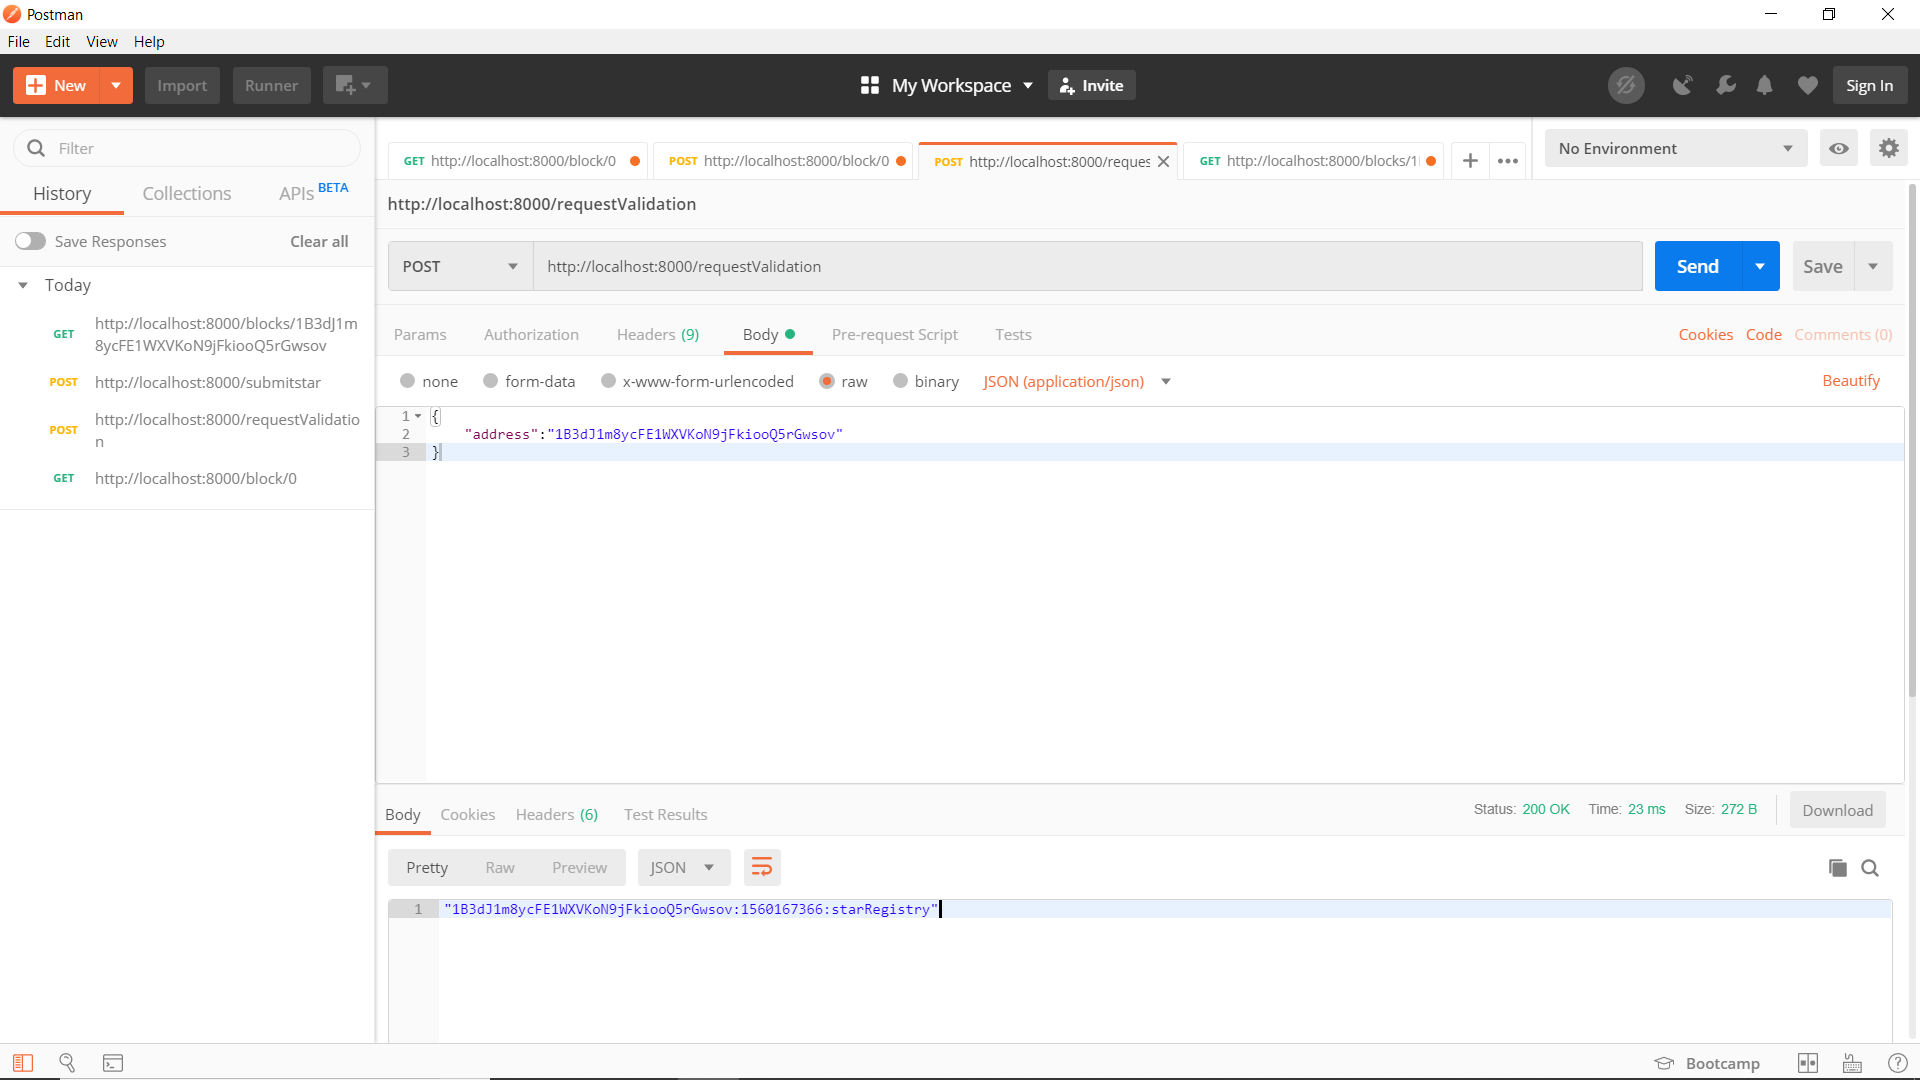 Postman
File Edit View Help
New Import Runner My Workspace Invite Sign In
Filter
History Collections APIs BETA
Save Responses Clear all
Today
GET http://localhost:8000/blocks/1B3dJ1m
8ycFE1WXVKoN9jFkiooQ5rGwsov
POST http://localhost:8000/submitstar
POST http://localhost:8000/requestValidatio
n
GET http://localhost:8000/block/0
GET http://localhost:8000/block/0 POST http://localhost:8000/block/0 POST http://localhost:8000/reques GET http://localhost:8000/blocks/1
No Environment
http://localhost:8000/requestValidation
POST http://localhost:8000/requestValidation Send Save
Params Authorization Headers (9) Body Pre-request Script Tests Cookies Code Comments (0)
none form-data x-www-form-urlencoded raw binary JSON (application/json) Beautify
1 {
2 "address":"1B3dJ1m8ycFE1WXVKoN9jFkiooQ5rGwsov"
3 }
Body Cookies Headers (6) Test Results Status: 200 OK Time: 23 ms Size: 272 B Download
Pretty Raw Preview JSON
1 "1B3dJ1m8ycFE1WXVKoN9jFkiooQ5rGwsov:1560167366:starRegistry"
Bootcamp